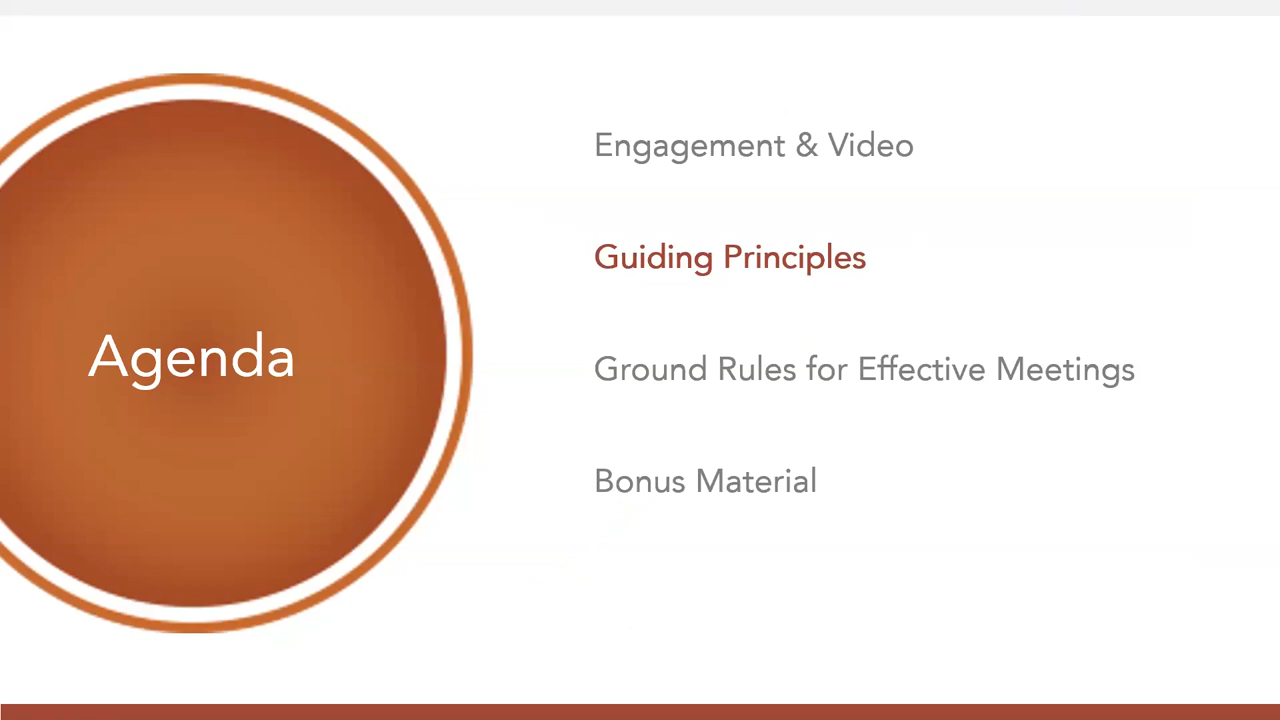 Agenda
Engagement & Video
Guiding Principles
Ground Rules for Effective Meetings
Bonus Material